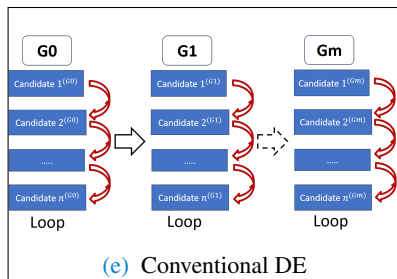 G0 G1 Gm
Candidate 1^(G0) Candidate 1^(G1) Candidate 1^(Gm)
Candidate 2^(G0) Candidate 2^(G1) Candidate 2^(Gm)
..... ..... .....
Candidate n^(G0) Candidate n^(G1) Candidate n^(Gm)
Loop Loop Loop
(e) Conventional DE